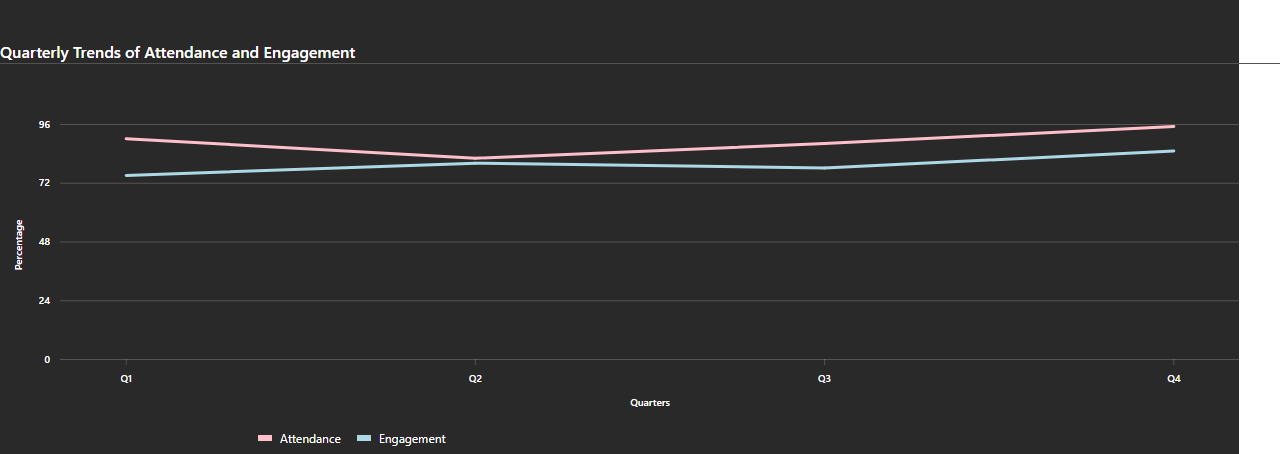 Quarterly Trends of Attendance and Engagement
96
72
48
24
0
Percentage
Q1 Q2 Q3 Q4
Quarters
Attendance Engagement